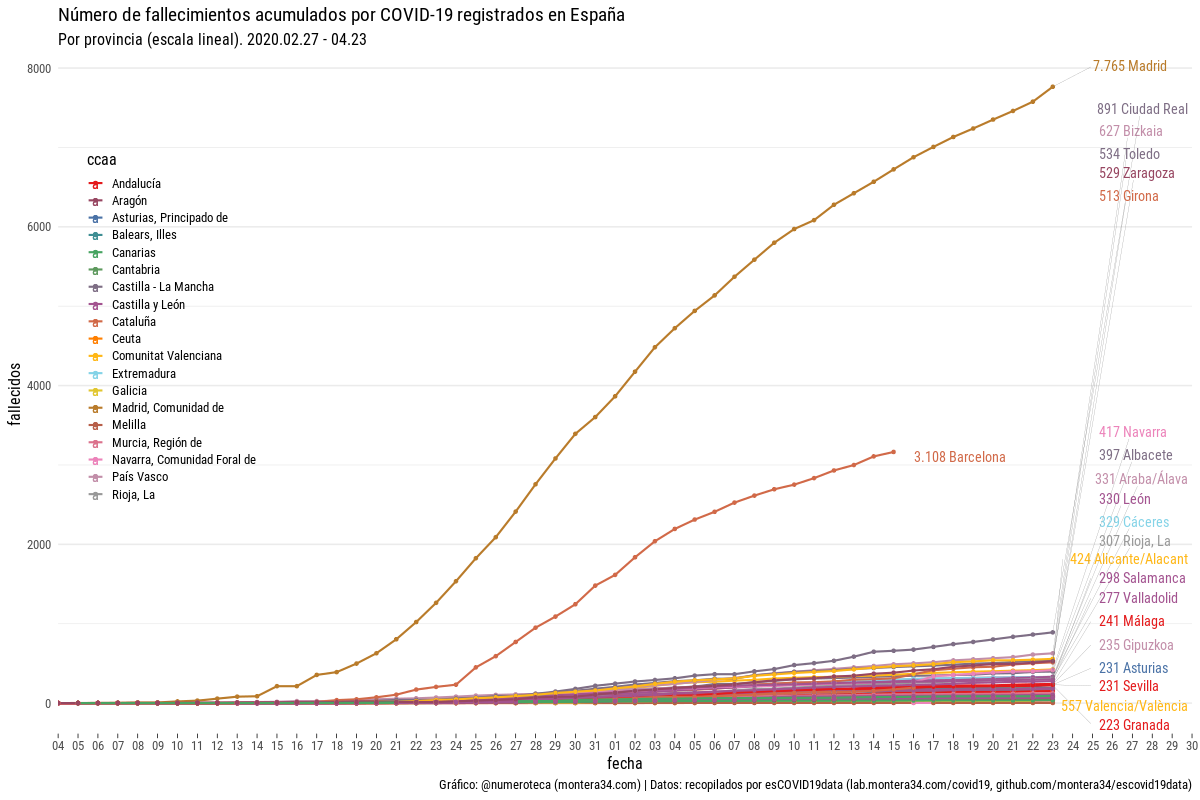 Número de fallecimientos acumulados por COVID-19 registrados en España
Por provincia (escala lineal). 2020.02.27 - 04.23
8000
6000
4000
2000
0
fallecidos
ccaa
Andalucía
Aragón
Asturias, Principado de
Balears, Illes
Canarias
Cantabria
Castilla - La Mancha
Castilla y León
Cataluña
Ceuta
Comunitat Valenciana
Extremadura
Galicia
Madrid, Comunidad de
Melilla
Murcia, Región de
Navarra, Comunidad Foral de
País Vasco
Rioja, La
7.765 Madrid
891 Ciudad Real
627 Bizkaia
534 Toledo
529 Zaragoza
513 Girona
417 Navarra
3.108 Barcelona
397 Albacete
331 Araba/Álava
330 León
329 Cáceres
307 Rioja, La
424 Alicante/Alacant
298 Salamanca
277 Valladolid
241 Málaga
235 Gipuzkoa
231 Asturias
231 Sevilla
557 Valencia/València
223 Granada
04 05 06 07 08 09 10 11 12 13 14 15 16 17 18 19 20 21 22 23 24 25 26 27 28 29 30 31 01 02 03 04 05 06 07 08 09 10 11 12 13 14 15 16 17 18 19 20 21 22 23 24 25 26 27 28 29 30
fecha
Gráfico: @numeroteca (montera34.com) | Datos: recopilados por esCOVID19data (lab.montera34.com/covid19, github.com/montera34/escovid19data)